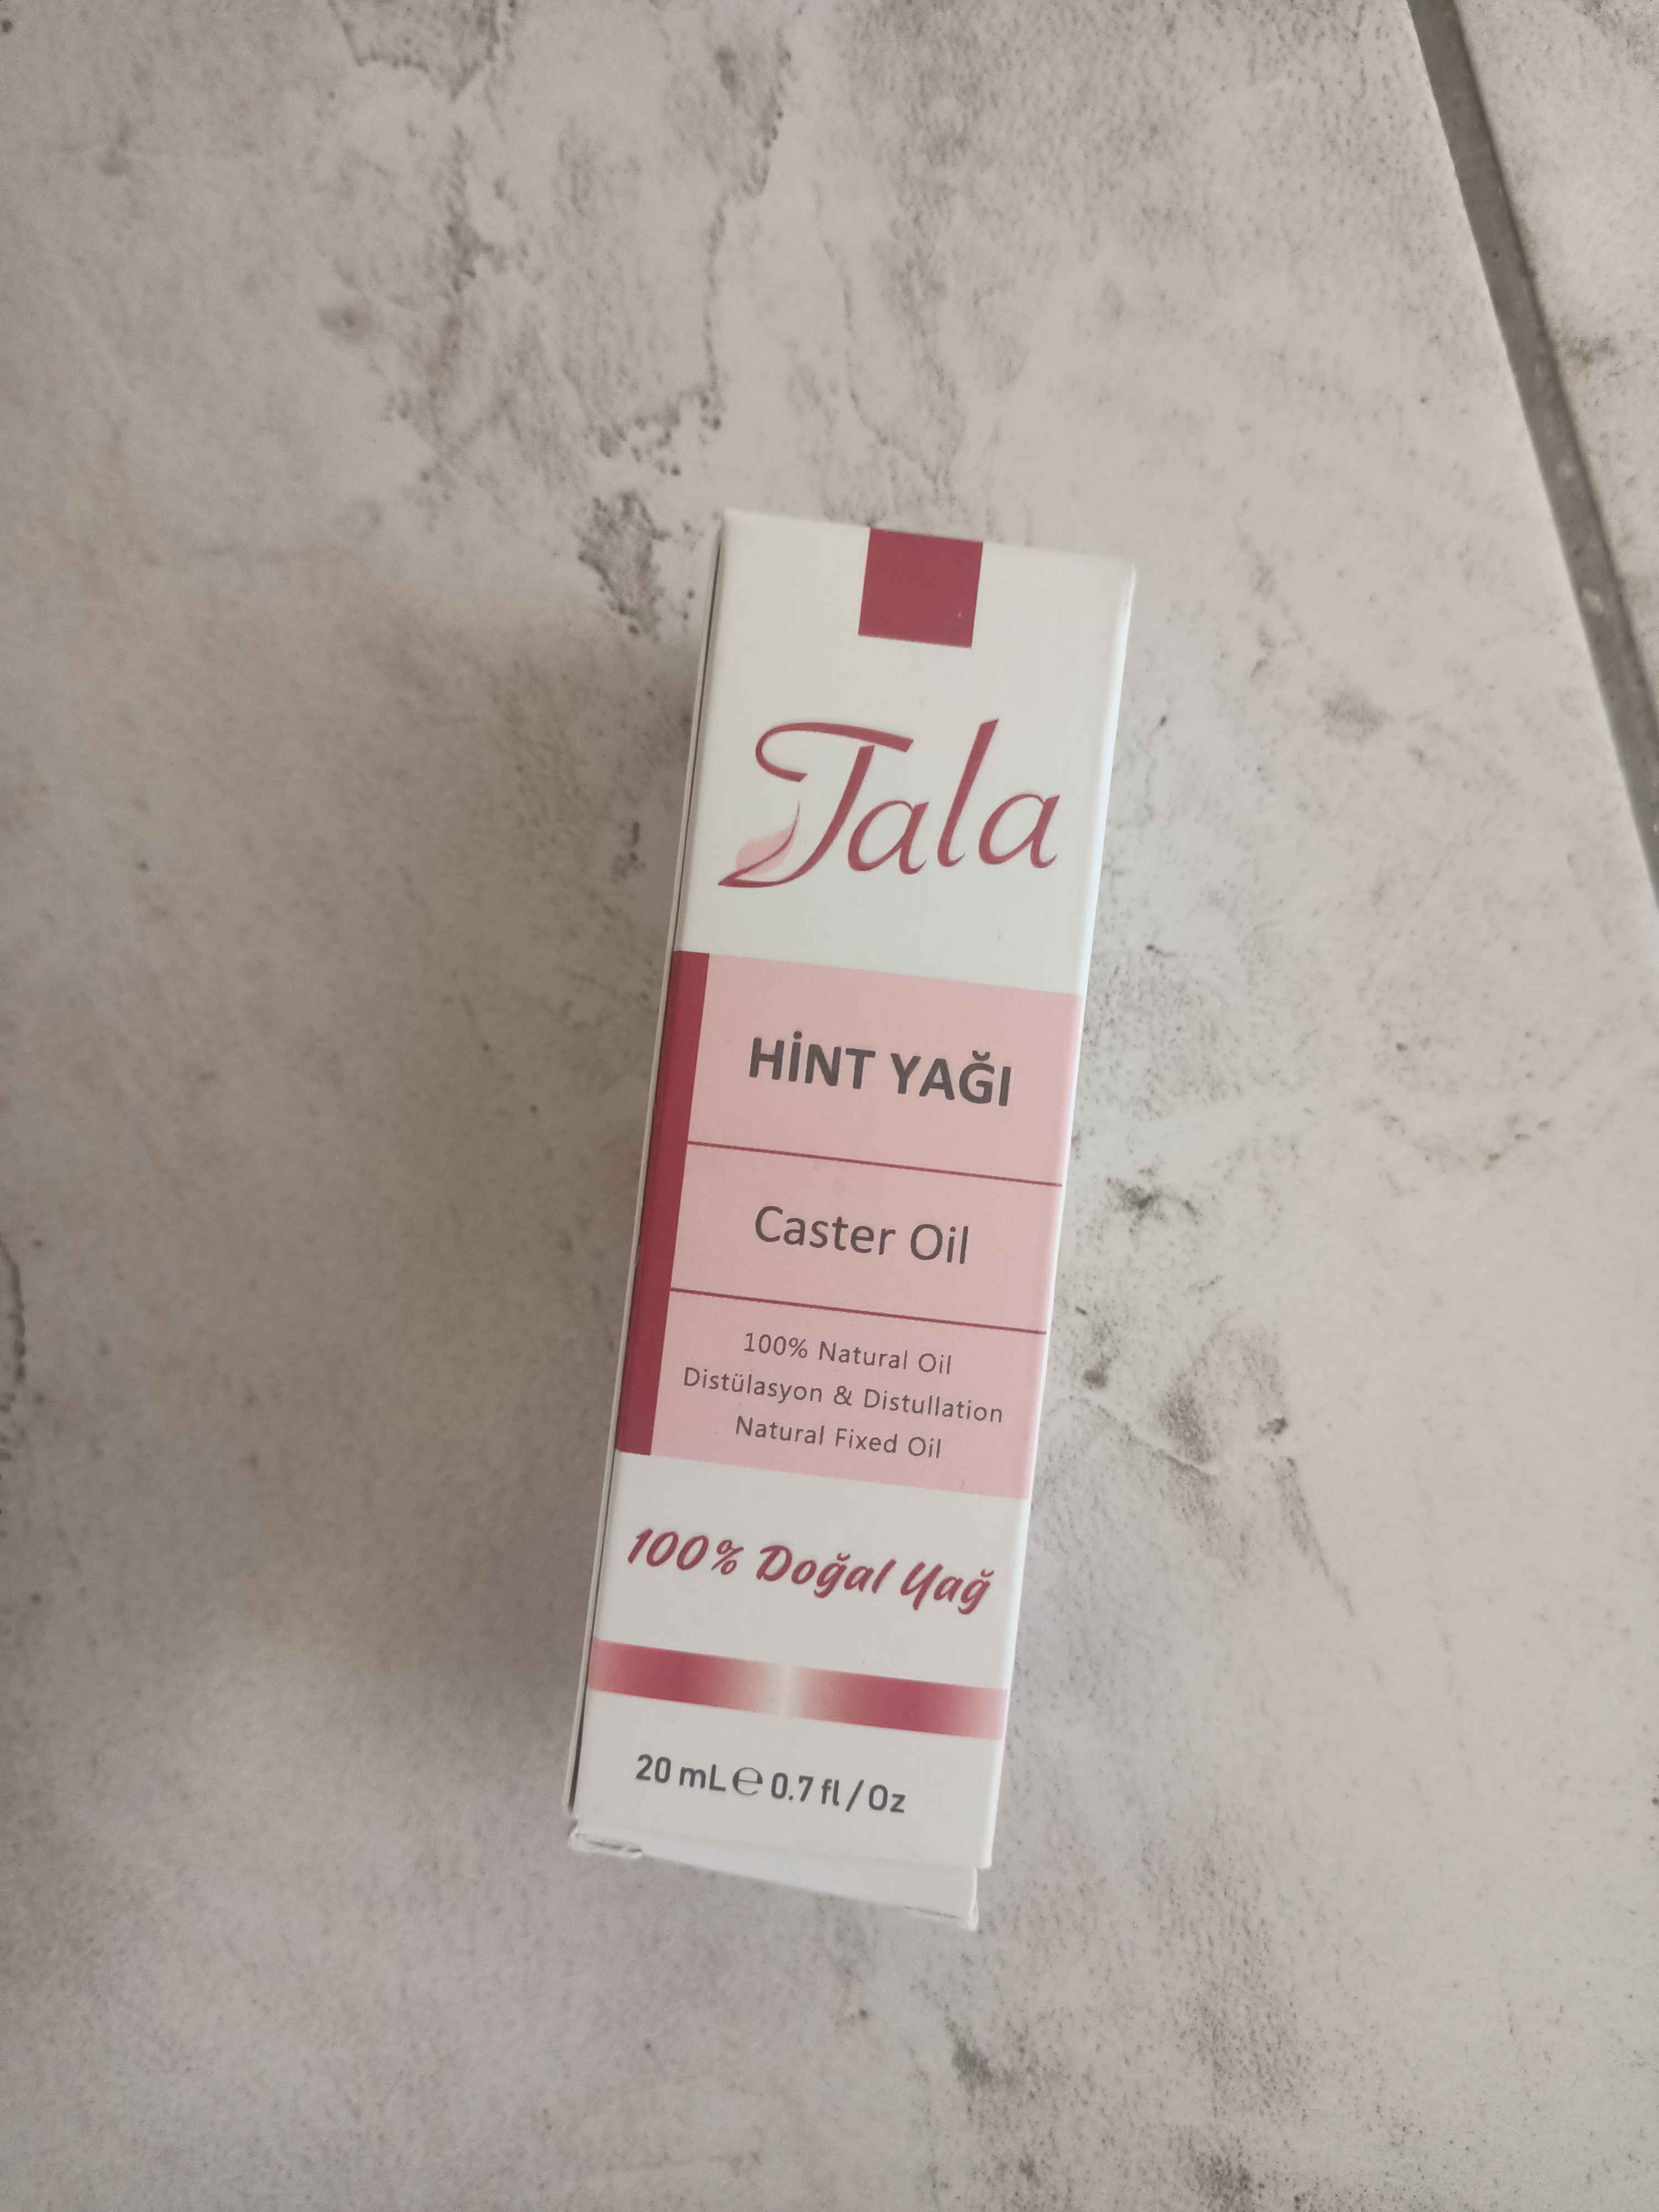 Tala
HİNT YAĞI
Caster Oil
100% Natural Oil
Distülasyon & Distullation
Natural Fixed Oil
100% Doğal Yağ
20 mL ℮ 0.7 fl / Oz